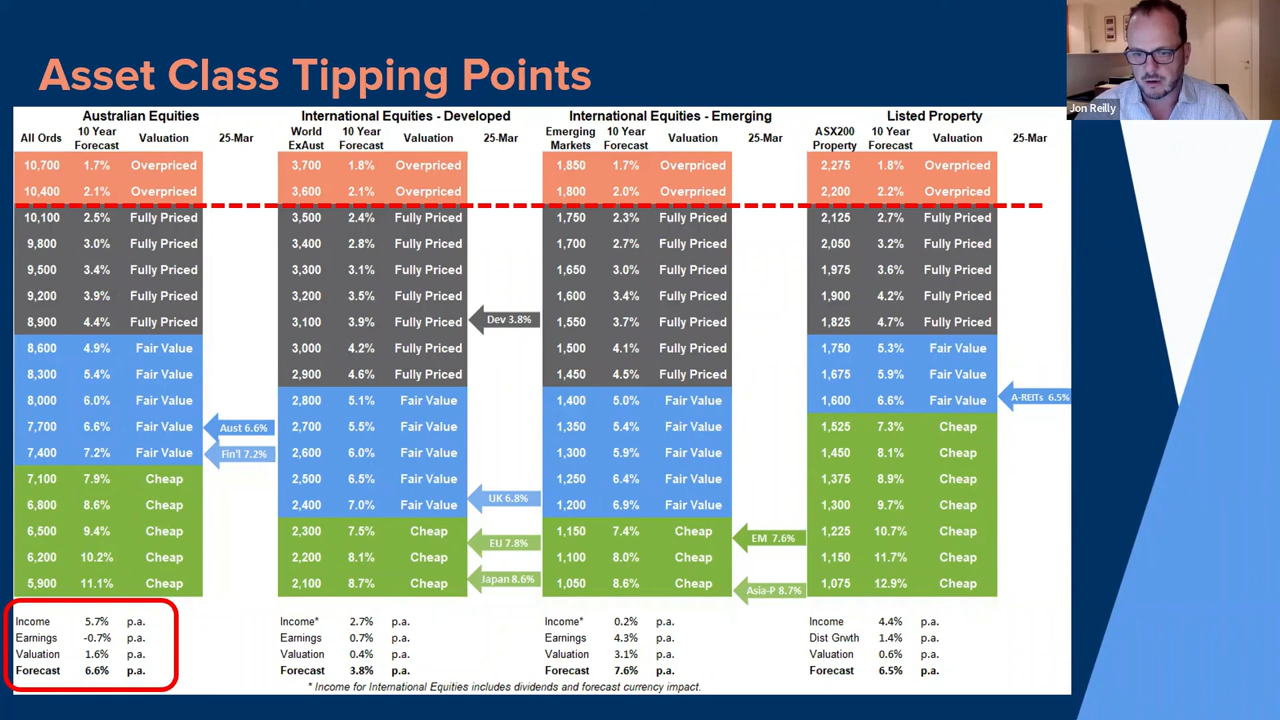 Asset Class Tipping Points
Jon Reilly
Australian Equities
All Ords 10 Year Forecast Valuation 25-Mar
10,700 1.7% Overpriced
10,400 2.1% Overpriced
10,100 2.5% Fully Priced
9,800 3.0% Fully Priced
9,500 3.4% Fully Priced
9,200 3.9% Fully Priced
8,900 4.4% Fully Priced
8,600 4.9% Fair Value
8,300 5.4% Fair Value
8,000 6.0% Fair Value
7,700 6.6% Fair Value Aust 6.6%
7,400 7.2% Fair Value Fin'l 7.2%
7,100 7.9% Cheap
6,800 8.6% Cheap
6,500 9.4% Cheap
6,200 10.2% Cheap
5,900 11.1% Cheap
Income 5.7% p.a.
Earnings -0.7% p.a.
Valuation 1.6% p.a.
Forecast 6.6% p.a.
International Equities - Developed
World ExAust 10 Year Forecast Valuation 25-Mar
3,700 1.8% Overpriced
3,600 2.1% Overpriced
3,500 2.4% Fully Priced
3,400 2.8% Fully Priced
3,300 3.1% Fully Priced
3,200 3.5% Fully Priced
3,100 3.9% Fully Priced Dev 3.8%
3,000 4.2% Fully Priced
2,900 4.6% Fully Priced
2,800 5.1% Fair Value
2,700 5.5% Fair Value
2,600 6.0% Fair Value
2,500 6.5% Fair Value
2,400 7.0% Fair Value UK 6.8%
2,300 7.5% Cheap EU 7.8%
2,200 8.1% Cheap
2,100 8.7% Cheap Japan 8.6%
Income* 2.7% p.a.
Earnings 0.7% p.a.
Valuation 0.4% p.a.
Forecast 3.8% p.a.
International Equities - Emerging
Emerging Markets 10 Year Forecast Valuation 25-Mar
1,850 1.7% Overpriced
1,800 2.0% Overpriced
1,750 2.3% Fully Priced
1,700 2.7% Fully Priced
1,650 3.0% Fully Priced
1,600 3.4% Fully Priced
1,550 3.7% Fully Priced
1,500 4.1% Fully Priced
1,450 4.5% Fully Priced
1,400 5.0% Fair Value
1,350 5.4% Fair Value
1,300 5.9% Fair Value
1,250 6.4% Fair Value
1,200 6.9% Fair Value
1,150 7.4% Cheap EM 7.6%
1,100 8.0% Cheap
1,050 8.6% Cheap Asia-P 8.7%
Income* 0.2% p.a.
Earnings 4.3% p.a.
Valuation 3.1% p.a.
Forecast 7.6% p.a.
Listed Property
ASX200 Property 10 Year Forecast Valuation 25-Mar
2,275 1.8% Overpriced
2,200 2.2% Overpriced
2,125 2.7% Fully Priced
2,050 3.2% Fully Priced
1,975 3.6% Fully Priced
1,900 4.2% Fully Priced
1,825 4.7% Fully Priced
1,750 5.3% Fair Value
1,675 5.9% Fair Value
1,600 6.6% Fair Value A-REITs 6.5%
1,525 7.3% Cheap
1,450 8.1% Cheap
1,375 8.9% Cheap
1,300 9.7% Cheap
1,225 10.7% Cheap
1,150 11.7% Cheap
1,075 12.9% Cheap
Income 4.4% p.a.
Dist Grwth 1.4% p.a.
Valuation 0.6% p.a.
Forecast 6.5% p.a.
* Income for International Equities includes dividends and forecast currency impact.